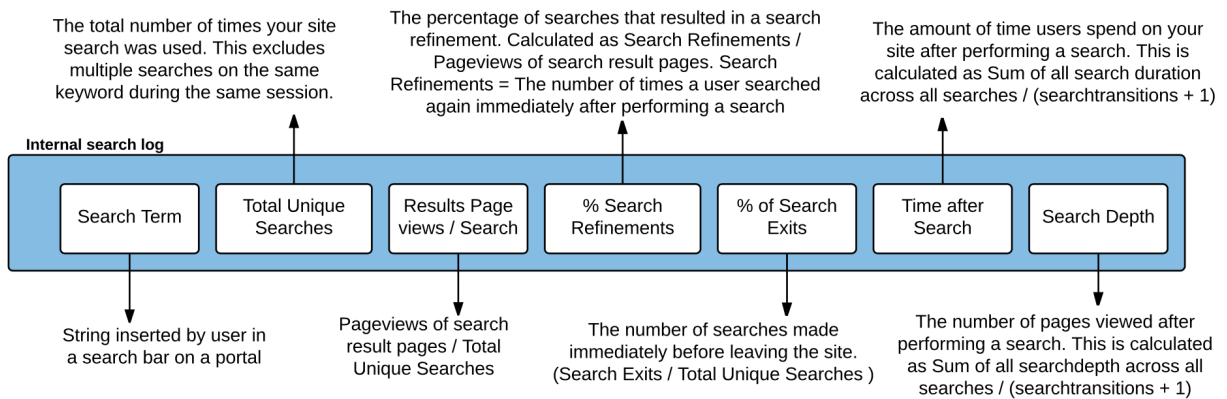 The total number of times your site
search was used. This excludes
multiple searches on the same
keyword during the same session.
The percentage of searches that resulted in a search
refinement. Calculated as Search Refinements /
Pageviews of search result pages. Search
Refinements = The number of times a user searched
again immediately after performing a search
The amount of time users spend on your
site after performing a search. This is
calculated as Sum of all search duration
across all searches / (searchtransitions + 1)
Internal search log
Search Term
Total Unique
Searches
Results Page
views / Search
% Search
Refinements
% of Search
Exits
Time after
Search
Search Depth
String inserted by user in
a search bar on a portal
Pageviews of search
result pages / Total
Unique Searches
The number of searches made
immediately before leaving the site.
(Search Exits / Total Unique Searches )
The number of pages viewed after
performing a search. This is calculated
as Sum of all searchdepth across all
searches / (searchtransitions + 1)